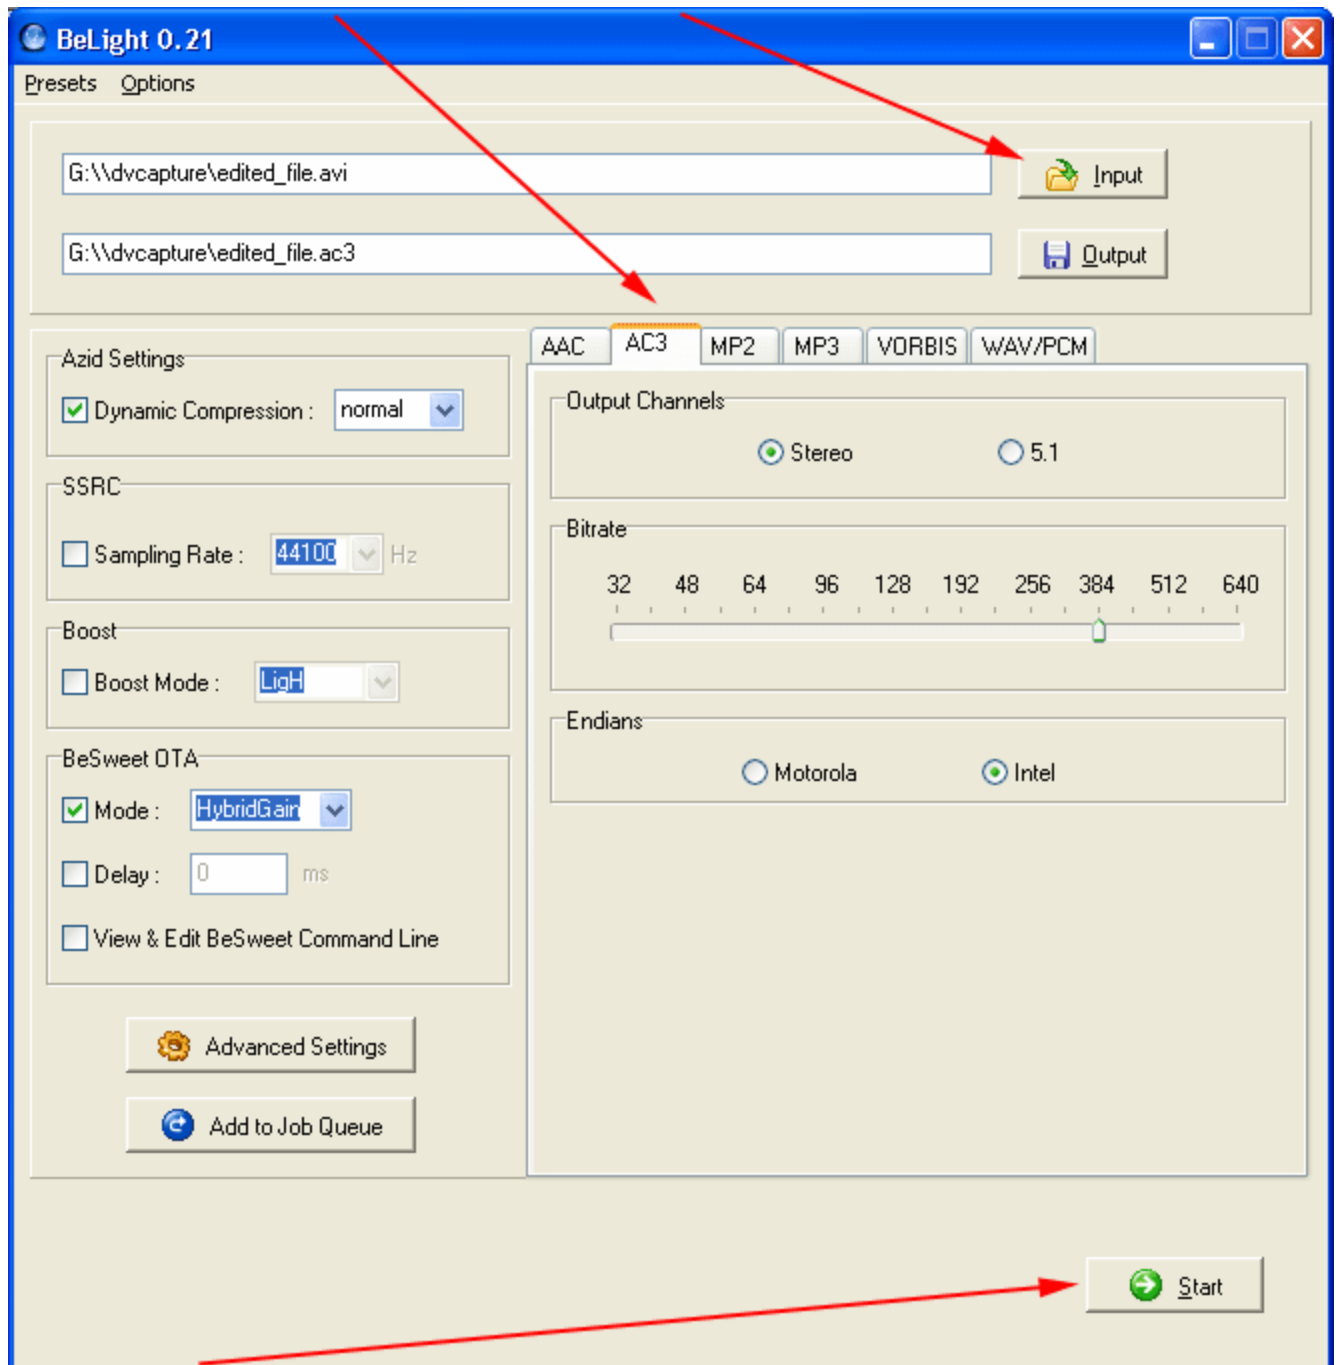 BeLight 0.21
Presets Options
G:\\dvcapture\edited_file.avi
Input
G:\\dvcapture\edited_file.ac3
Output
Azid Settings
Dynamic Compression : normal
SSRC
Sampling Rate : 44100 Hz
Boost
Boost Mode : LigH
BeSweet OTA
Mode : HybridGain
Delay : 0 ms
View & Edit BeSweet Command Line
Advanced Settings
Add to Job Queue
AAC AC3 MP2 MP3 VORBIS WAV/PCM
Output Channels
Stereo 5.1
Bitrate
32 48 64 96 128 192 256 384 512 640
Endians
Motorola Intel
Start